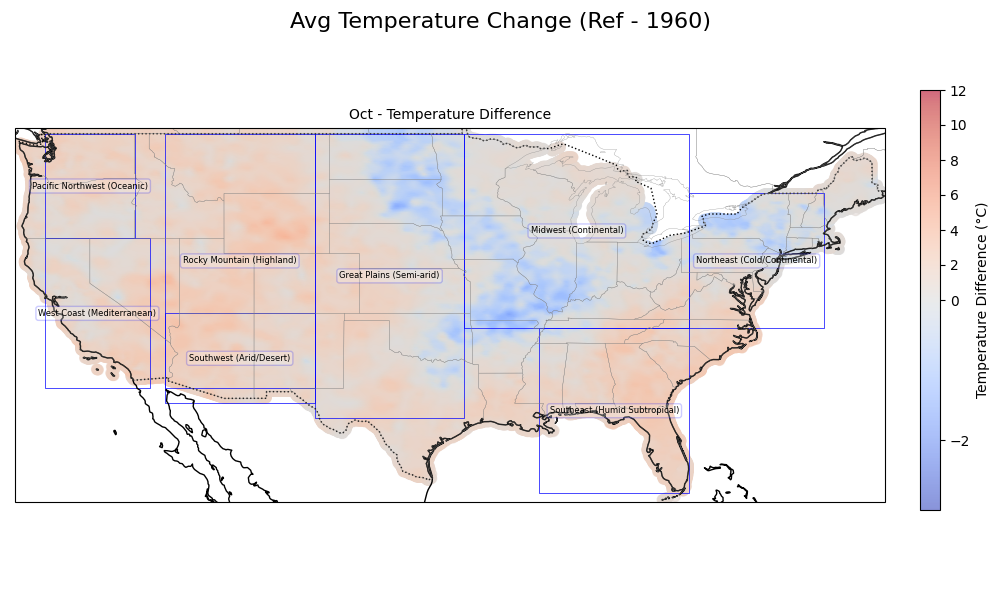 Avg Temperature Change (Ref - 1960)
Oct - Temperature Difference
Pacific Northwest (Oceanic)
Rocky Mountain (Highland)
Great Plains (Semi-arid)
Midwest (Continental)
Northeast (Cold/Continental)
West Coast (Mediterranean)
Southwest (Arid/Desert)
Southeast (Humid Subtropical)
12
10
8
6
4
2
0
−2
Temperature Difference (°C)